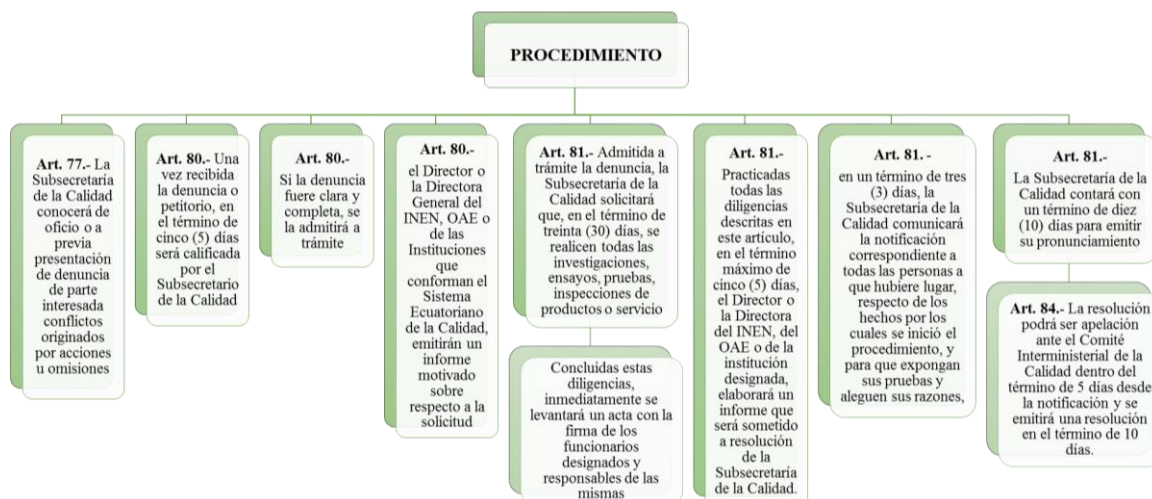 PROCEDIMIENTO
Art. 77.- La
Subsecretaría
de la Calidad
conocerá de
oficio o a
previa
presentación
de denuncia
de parte
interesada
conflictos
originados
por acciones
u omisiones
Art. 80.- Una
vez recibida
la denuncia o
petitorio, en
el término de
cinco (5) días
será calificada
por el
Subsecretario
de la Calidad
Art. 80.-
Si la denuncia
fuere clara y
completa, se
la admitirá a
trámite
Art. 80.-
el Director o
la Directora
General del
INEN, OAE o
de las
Instituciones
que
conforman el
Sistema
Ecuatoriano
de la Calidad,
emitirán un
informe
motivado
sobre
respecto a la
solicitud
Art. 81.- Admitida a
trámite la denuncia, la
Subsecretaría de la
Calidad solicitará
que, en el término de
treinta (30) días, se
realicen todas las
investigaciones,
ensayos, pruebas,
inspecciones de
productos o servicio
Concluidas estas
diligencias,
inmediatamente se
levantará un acta con la
firma de los
funcionarios
designados y
responsables de las
mismas
Art. 81.-
Practicadas
todas las
diligencias
descritas en
este artículo,
en el término
máximo de
cinco (5) días,
el Director o
la Directora
del INEN, del
OAE o de la
institución
designada,
elaborará un
informe que
será sometido
a resolución
de la
Subsecretaría
de la Calidad.
Art. 81. -
en un término de tres
(3) días, la
Subsecretaría de la
Calidad comunicará
la notificación
correspondiente a
todas las personas a
que hubiere lugar,
respecto de los
hechos por los
cuales se inició el
procedimiento, y
para que expongan
sus pruebas y
aleguen sus razones,
Art. 81.-
La Subsecretaría de la
Calidad contará con
un término de diez
(10) días para emitir
su pronunciamiento
Art. 84.- La resolución
podrá ser apelación
ante el Comité
Interministerial de la
Calidad dentro del
término de 5 días desde
la notificación y se
emitirá una resolución
en el término de 10
días.